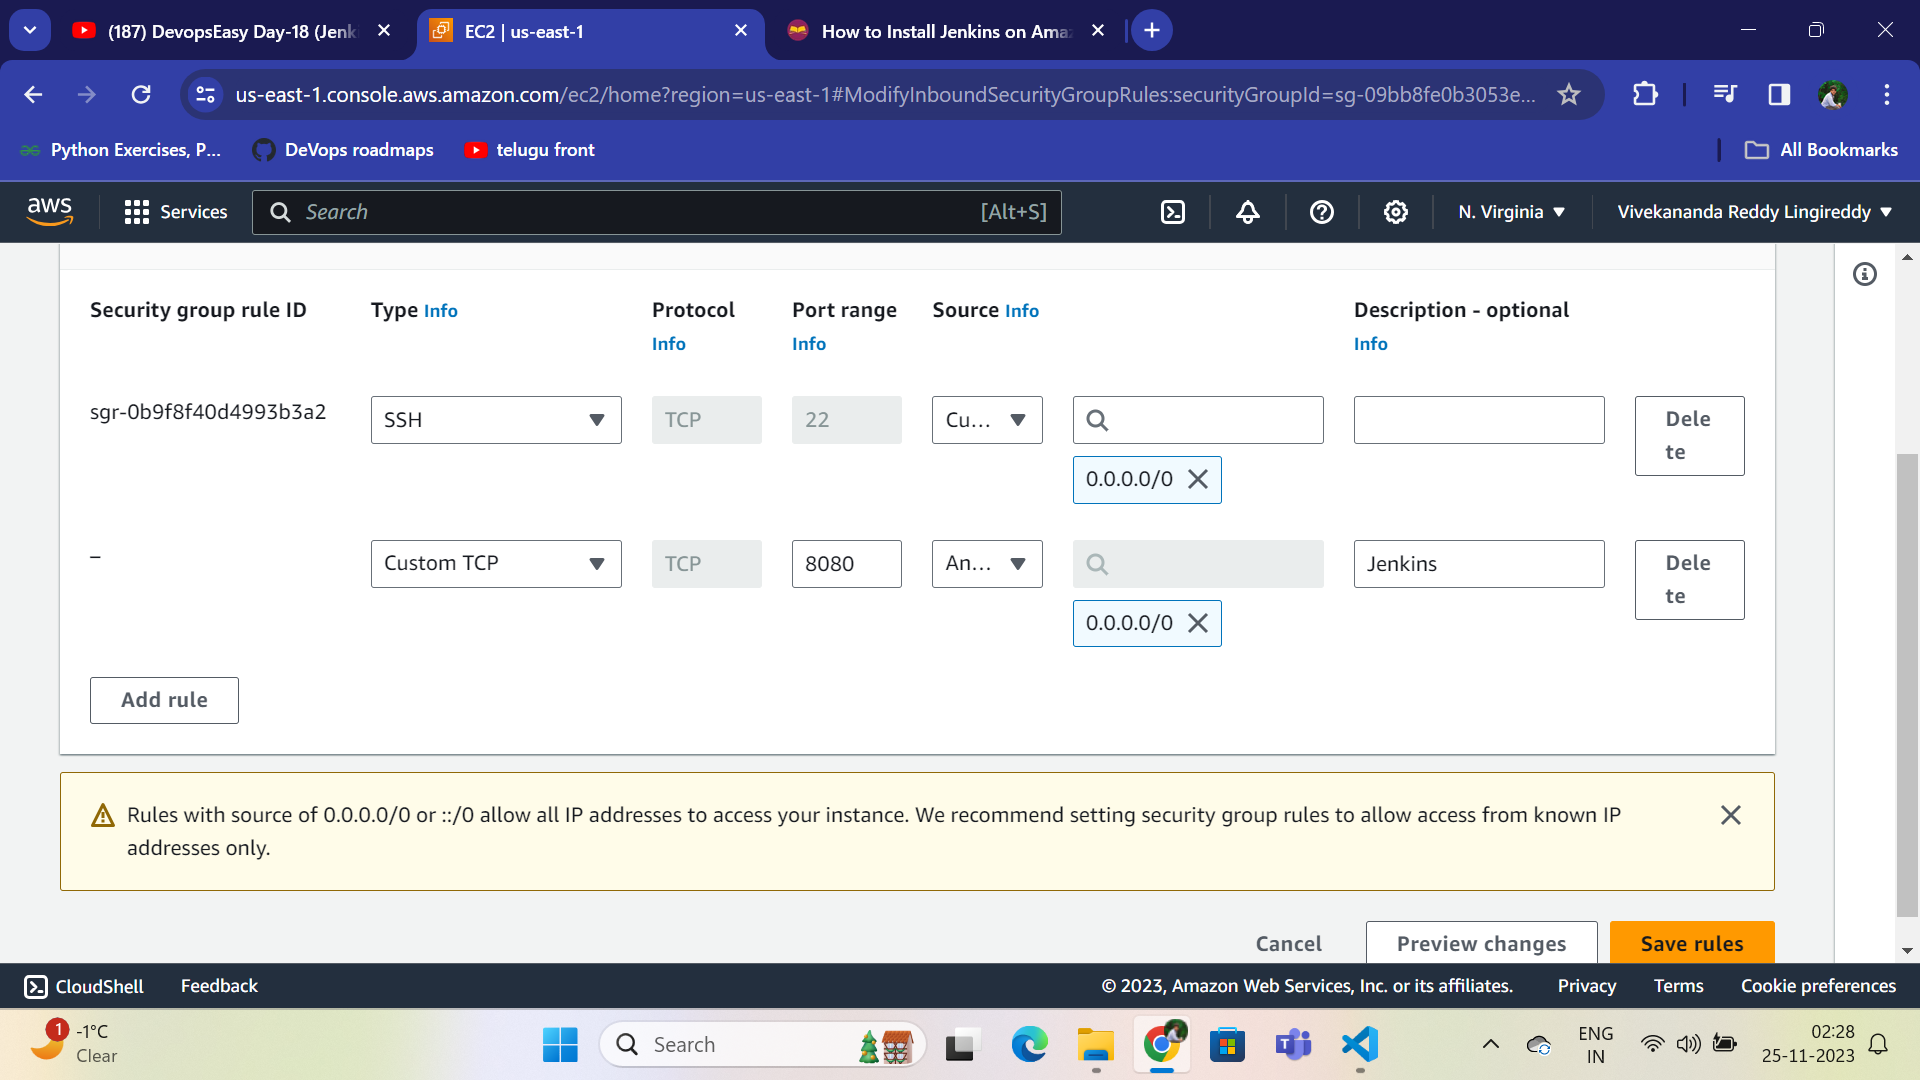 (187) DevopsEasy Day-18 (Jenk
EC2 | us-east-1
How to Install Jenkins on Ama
us-east-1.console.aws.amazon.com/ec2/home?region=us-east-1#ModifyInboundSecurityGroupRules:securityGroupId=sg-09bb8fe0b3053e...
Python Exercises, P...
DeVops roadmaps
telugu front
All Bookmarks
aws
Services
Search
[Alt+S]
N. Virginia
Vivekananda Reddy Lingireddy
Security group rule ID
Type Info
Protocol
Info
Port range
Info
Source Info
Description - optional
Info
sgr-0b9f8f40d4993b3a2
SSH
TCP
22
Cu...
0.0.0.0/0
Dele
te
–
Custom TCP
TCP
8080
An...
0.0.0.0/0
Jenkins
Dele
te
Add rule
Rules with source of 0.0.0.0/0 or ::/0 allow all IP addresses to access your instance. We recommend setting security group rules to allow access from known IP
addresses only.
Cancel
Preview changes
Save rules
CloudShell
Feedback
© 2023, Amazon Web Services, Inc. or its affiliates.
Privacy
Terms
Cookie preferences
1
-1°C
Clear
Search
ENG
IN
02:28
25-11-2023